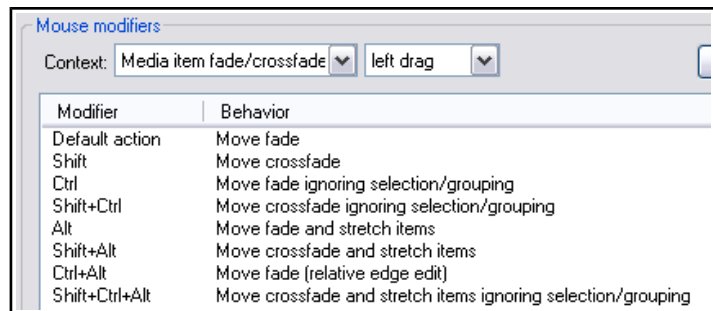 Mouse modifiers
Context: Media item fade/crossfade left drag
Modifier Behavior
Default action Move fade
Shift Move crossfade
Ctrl Move fade ignoring selection/grouping
Shift+Ctrl Move crossfade ignoring selection/grouping
Alt Move fade and stretch items
Shift+Alt Move crossfade and stretch items
Ctrl+Alt Move fade (relative edge edit)
Shift+Ctrl+Alt Move crossfade and stretch items ignoring selection/grouping